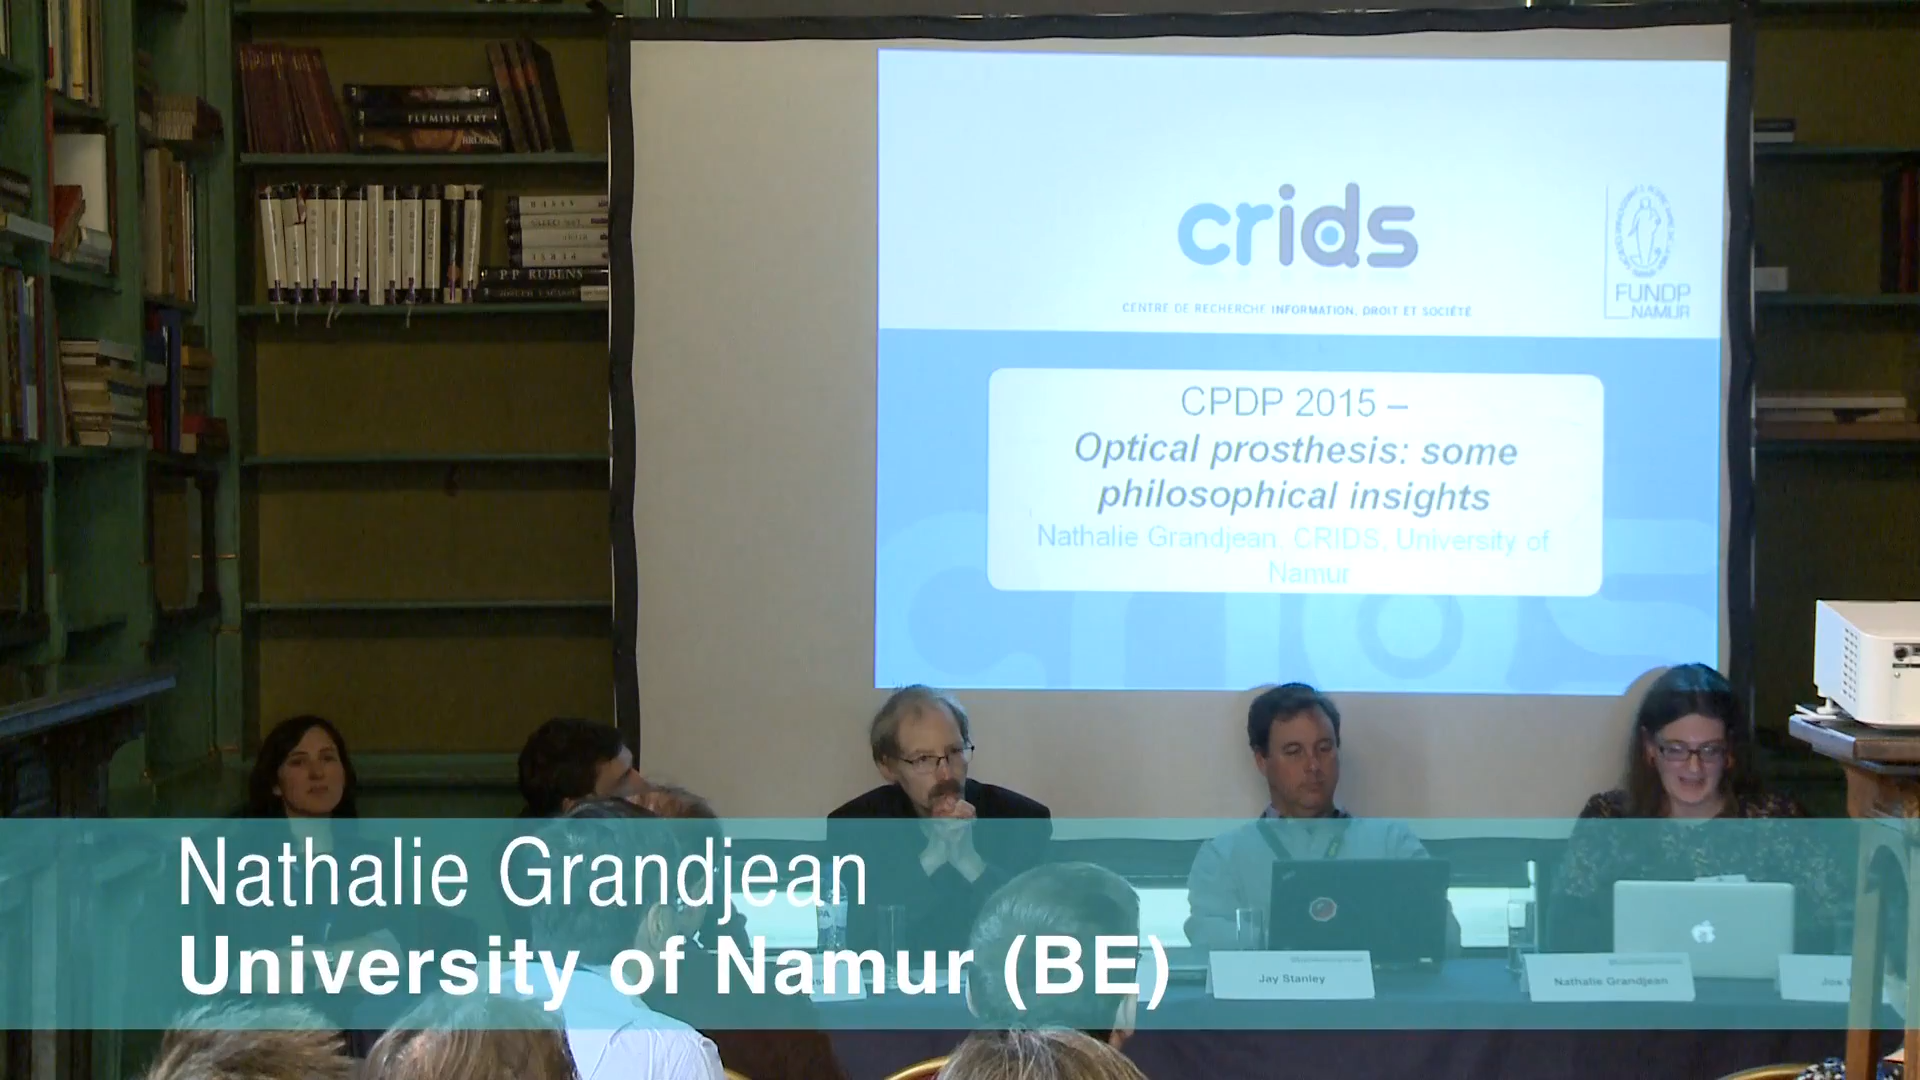 FLEMISH ART
P P RUBENS
crids
CENTRE DE RECHERCHE INFORMATION, DROIT ET SOCIÉTÉ
FUNDP
NAMUR
CPDP 2015 –
Optical prosthesis: some
philosophical insights
Nathalie Grandjean, CRIDS, University of
Namur
Nathalie Grandjean
University of Namur (BE)
Jay Stanley
Nathalie Grandjean